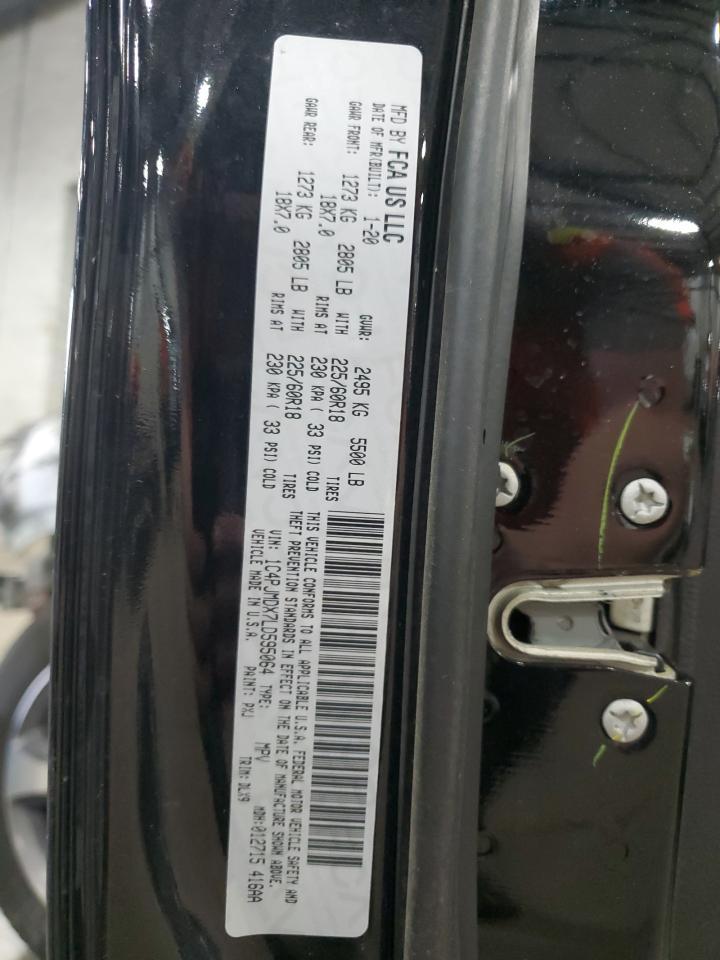 MFD BY FCA US LLC
DATE OF MFR(BUILT): 1-20 GVWR: 2495 KG 5500 LB
GAWR FRONT: 1273 KG 2805 LB WITH 225/60R18 TIRES
18X7.0 RIMS AT 230 KPA ( 33 PSI) COLD
GAWR REAR: 1273 KG 2805 LB WITH 225/60R18 TIRES
18X7.0 RIMS AT 230 KPA ( 33 PSI) COLD
THIS VEHICLE CONFORMS TO ALL APPLICABLE U.S.A. FEDERAL MOTOR VEHICLE SAFETY AND
THEFT PREVENTION STANDARDS IN EFFECT ON THE DATE OF MANUFACTURE SHOWN ABOVE.
VIN: 1C4PJMDX7LD595064 TYPE: MPV MDH:012715 416AA
VEHICLE MADE IN U.S.A. PAINT: PXJ TRIM:DLX9